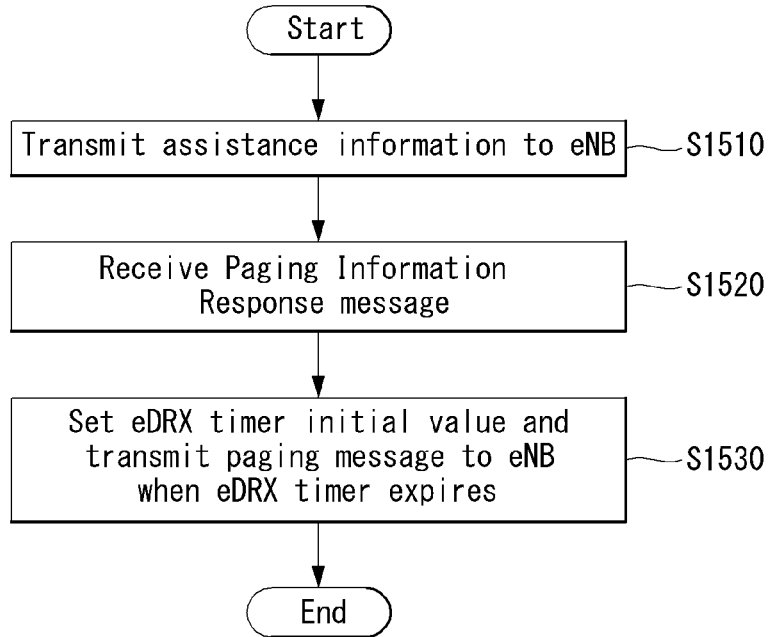 Start
Transmit assistance information to eNB
S1510
Receive Paging Information
Response message
S1520
Set eDRX timer initial value and
transmit paging message to eNB
when eDRX timer expires
S1530
End